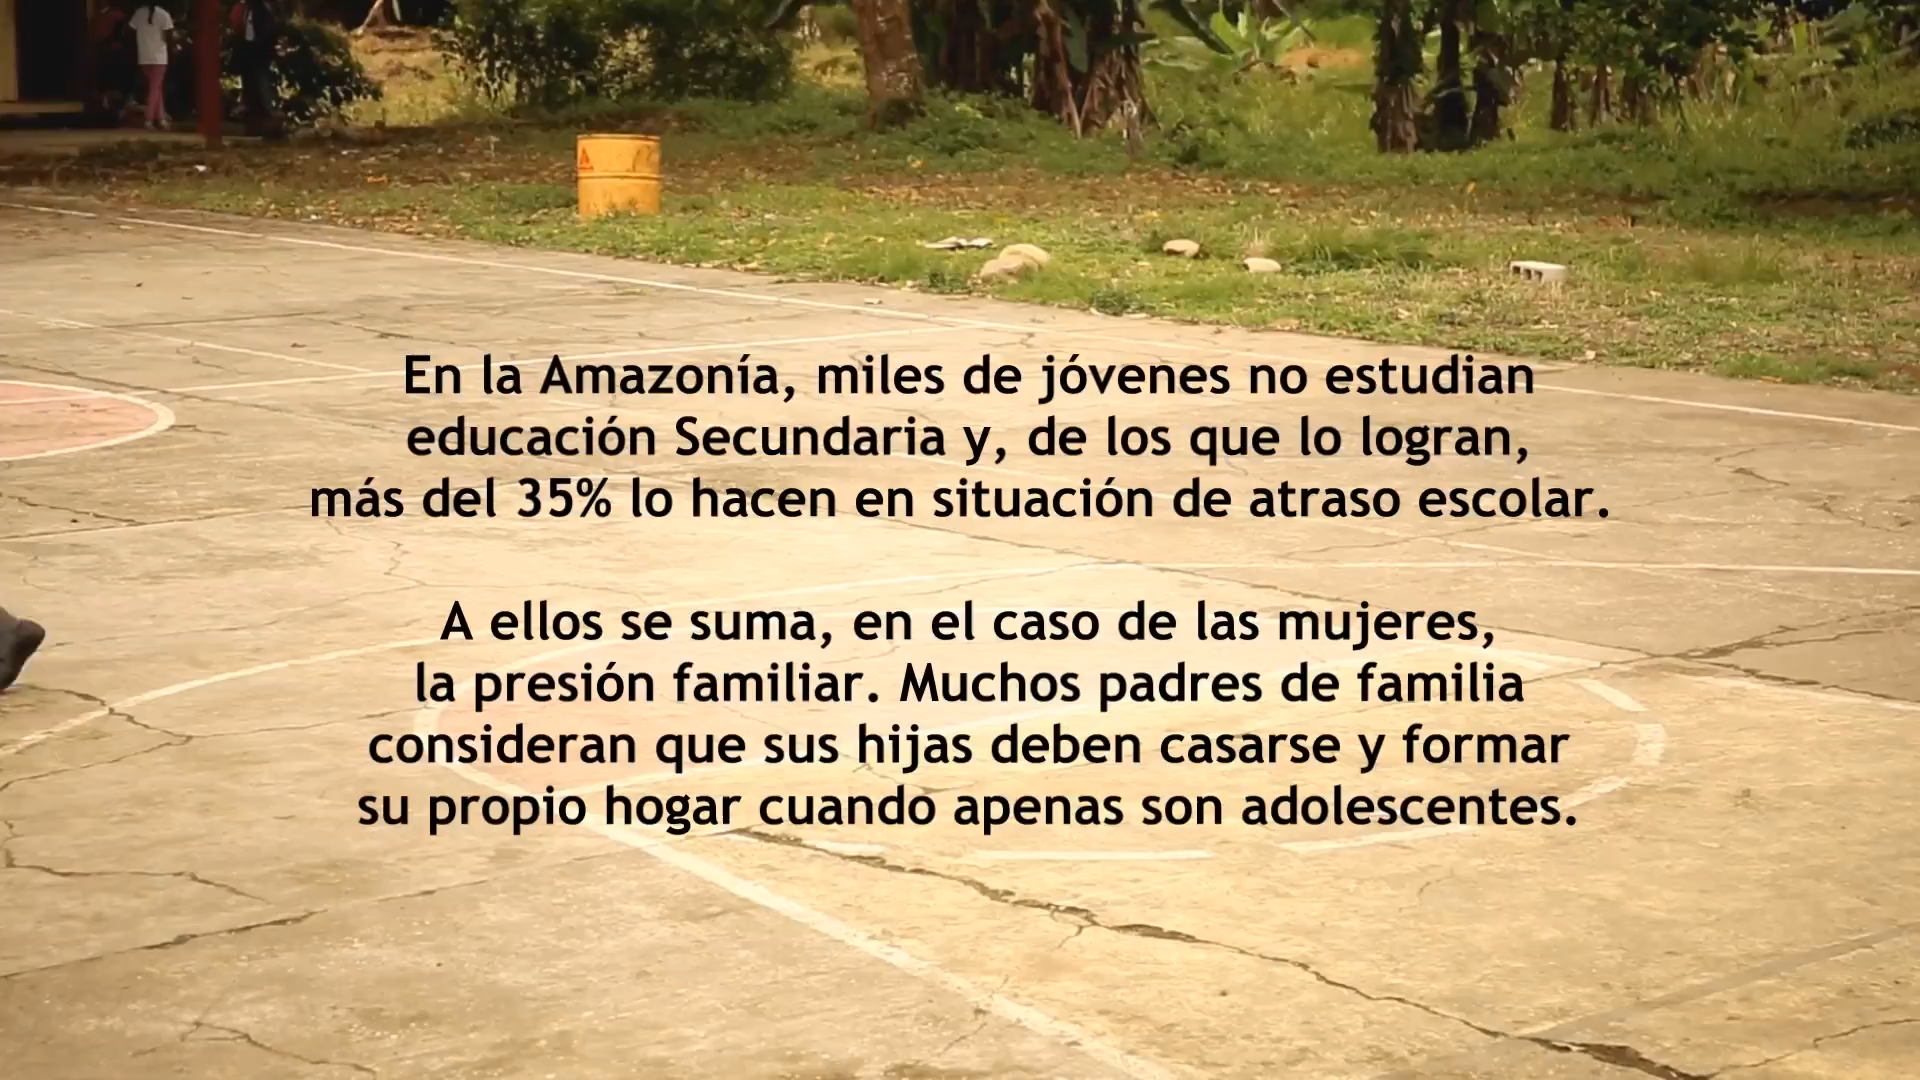 En la Amazonía, miles de jóvenes no estudian
educación Secundaria y, de los que lo logran,
más del 35% lo hacen en situación de atraso escolar.
A ellos se suma, en el caso de las mujeres,
la presión familiar. Muchos padres de familia
consideran que sus hijas deben casarse y formar
su propio hogar cuando apenas son adolescentes.